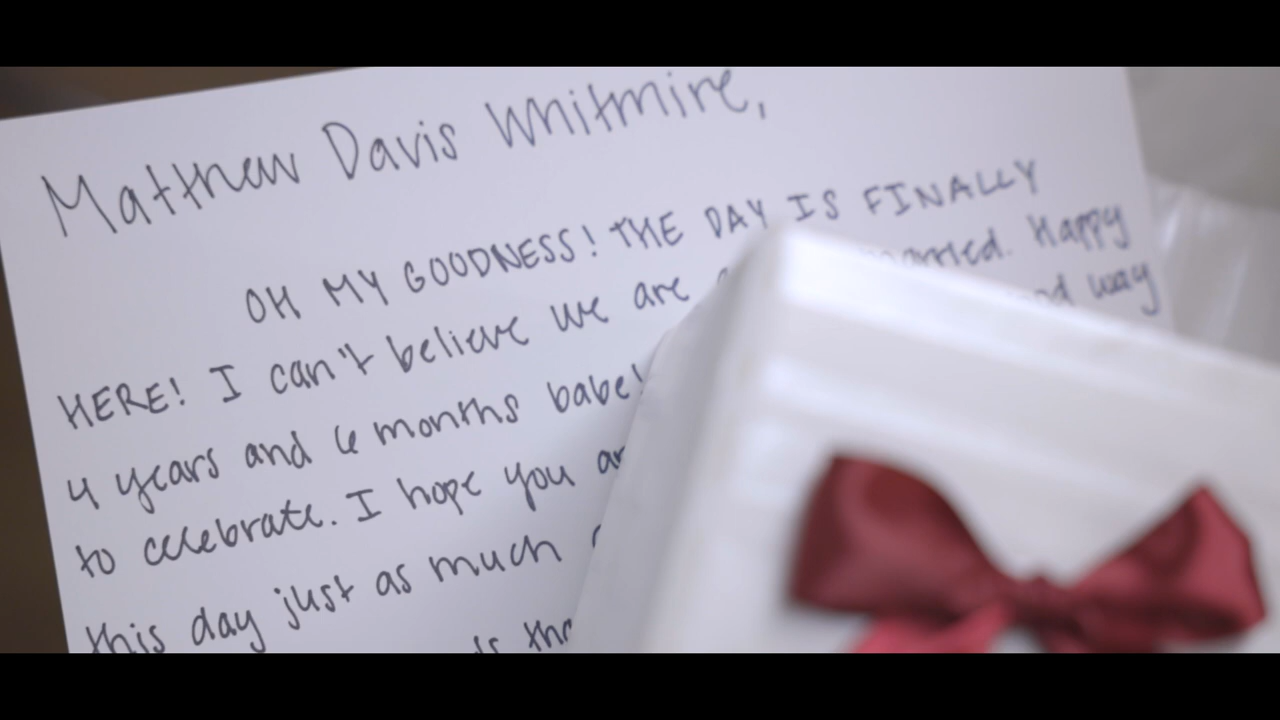 Matthew Davis Whitmire,
OH MY GOODNESS! THE DAY IS FINALLY
HERE! I can't believe we are married. Happy
4 years and 6 months babe! way
to celebrate. I hope you
this day just as much